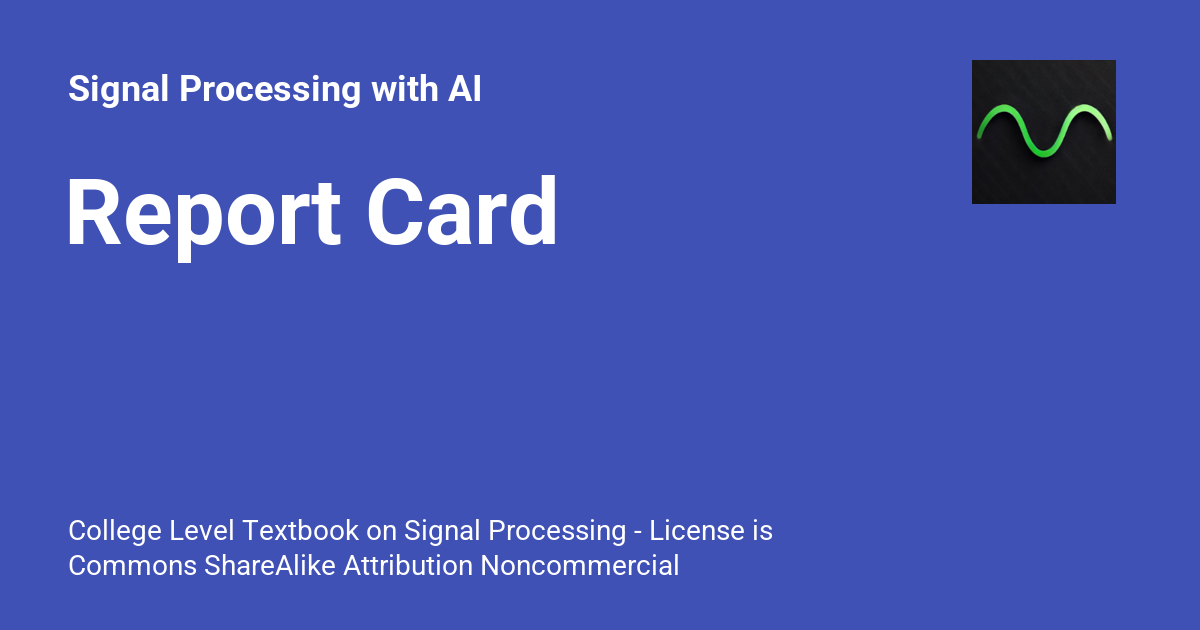 Signal Processing with AI
Report Card
College Level Textbook on Signal Processing - License is
Commons ShareAlike Attribution Noncommercial